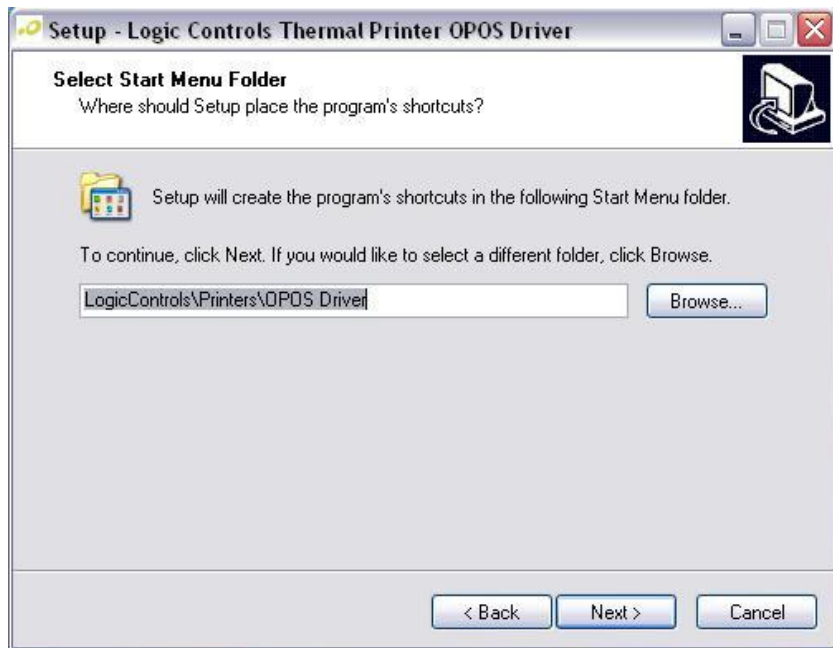 Setup - Logic Controls Thermal Printer OPOS Driver
Select Start Menu Folder
Where should Setup place the program's shortcuts?
Setup will create the program's shortcuts in the following Start Menu folder.
To continue, click Next. If you would like to select a different folder, click Browse.
LogicControls\Printers\OPOS Driver
Browse...
< Back
Next >
Cancel